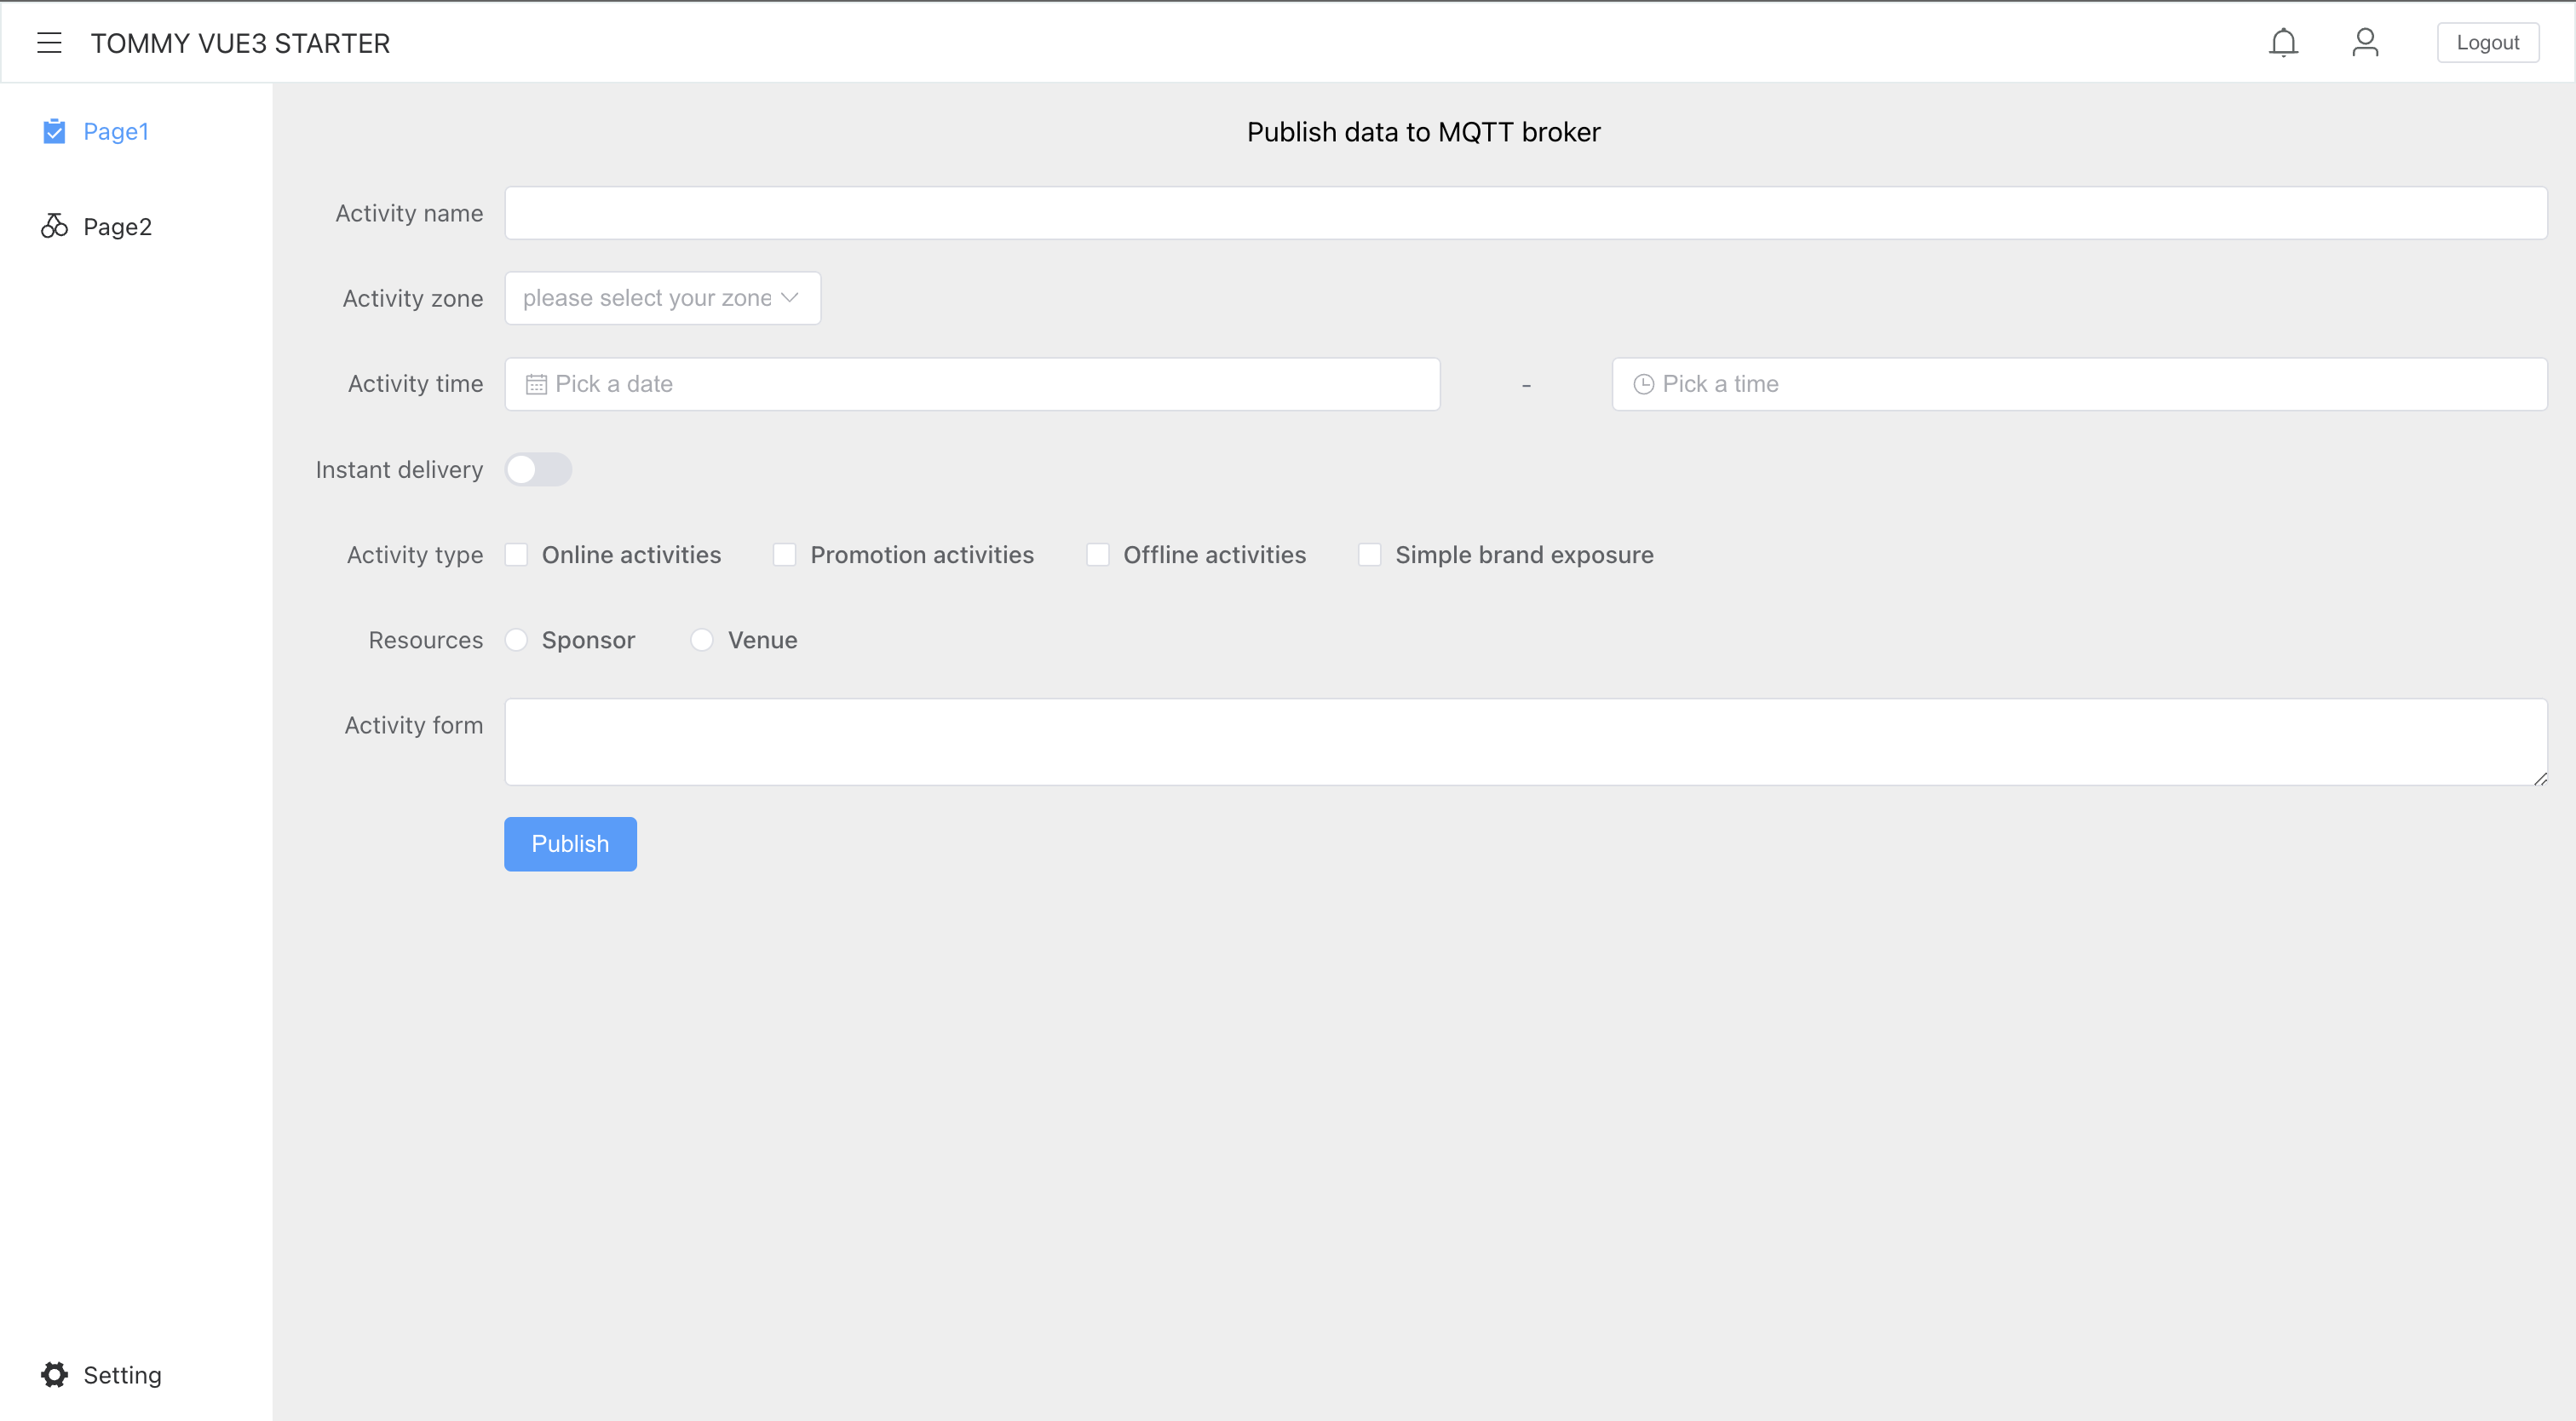 TOMMY VUE3 STARTER
Logout
Page1
Page2
Setting
Publish data to MQTT broker
Activity name
Activity zone please select your zone
Activity time Pick a date - Pick a time
Instant delivery
Activity type Online activities Promotion activities Offline activities Simple brand exposure
Resources Sponsor Venue
Activity form
Publish